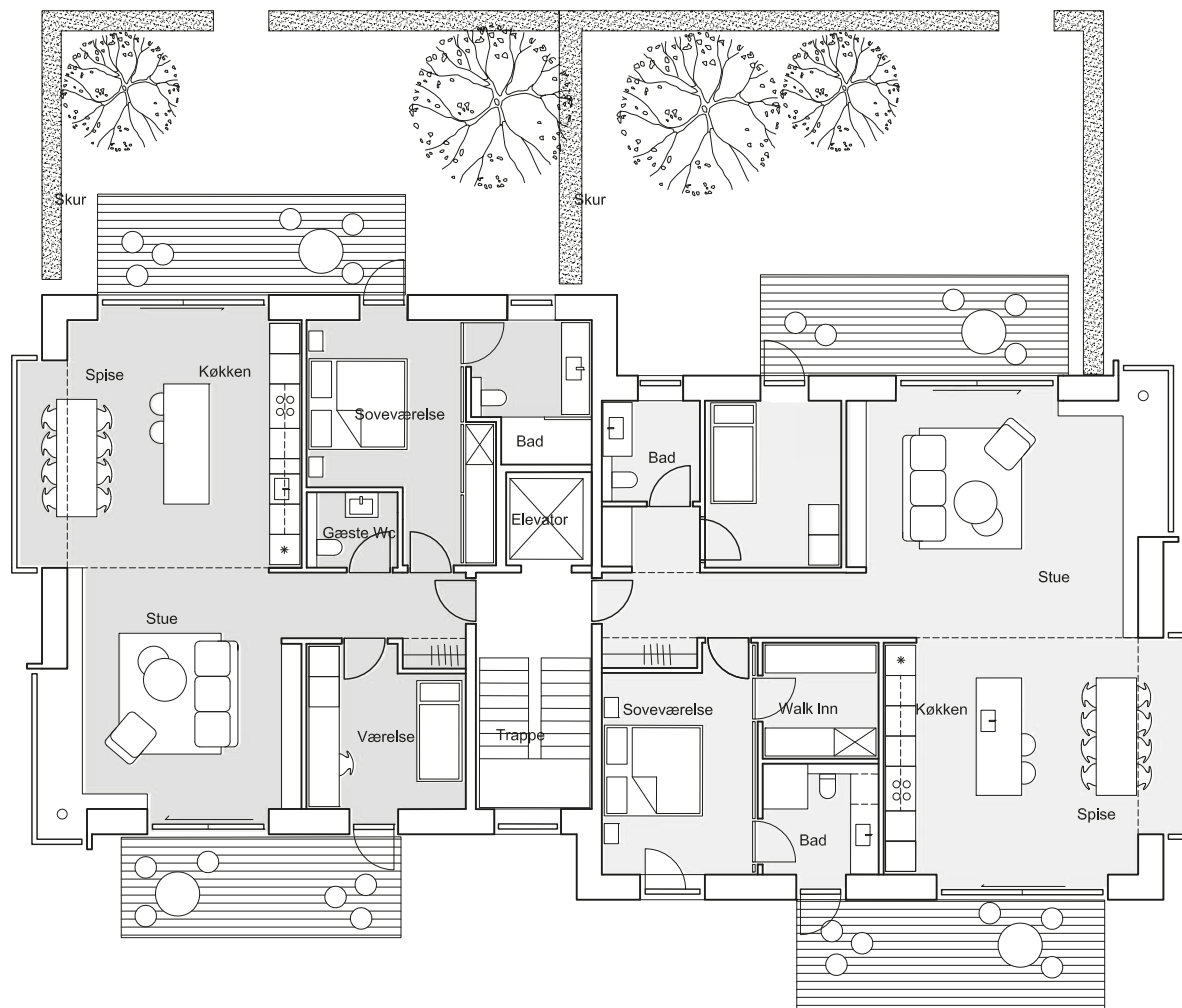 Skur
Skur
Spise
Køkken
Soveværelse
Bad
Bad
Gæste Wc
Elevator
Stue
Stue
Værelse
Trappe
Soveværelse
Walk Inn
Køkken
Spise
Bad